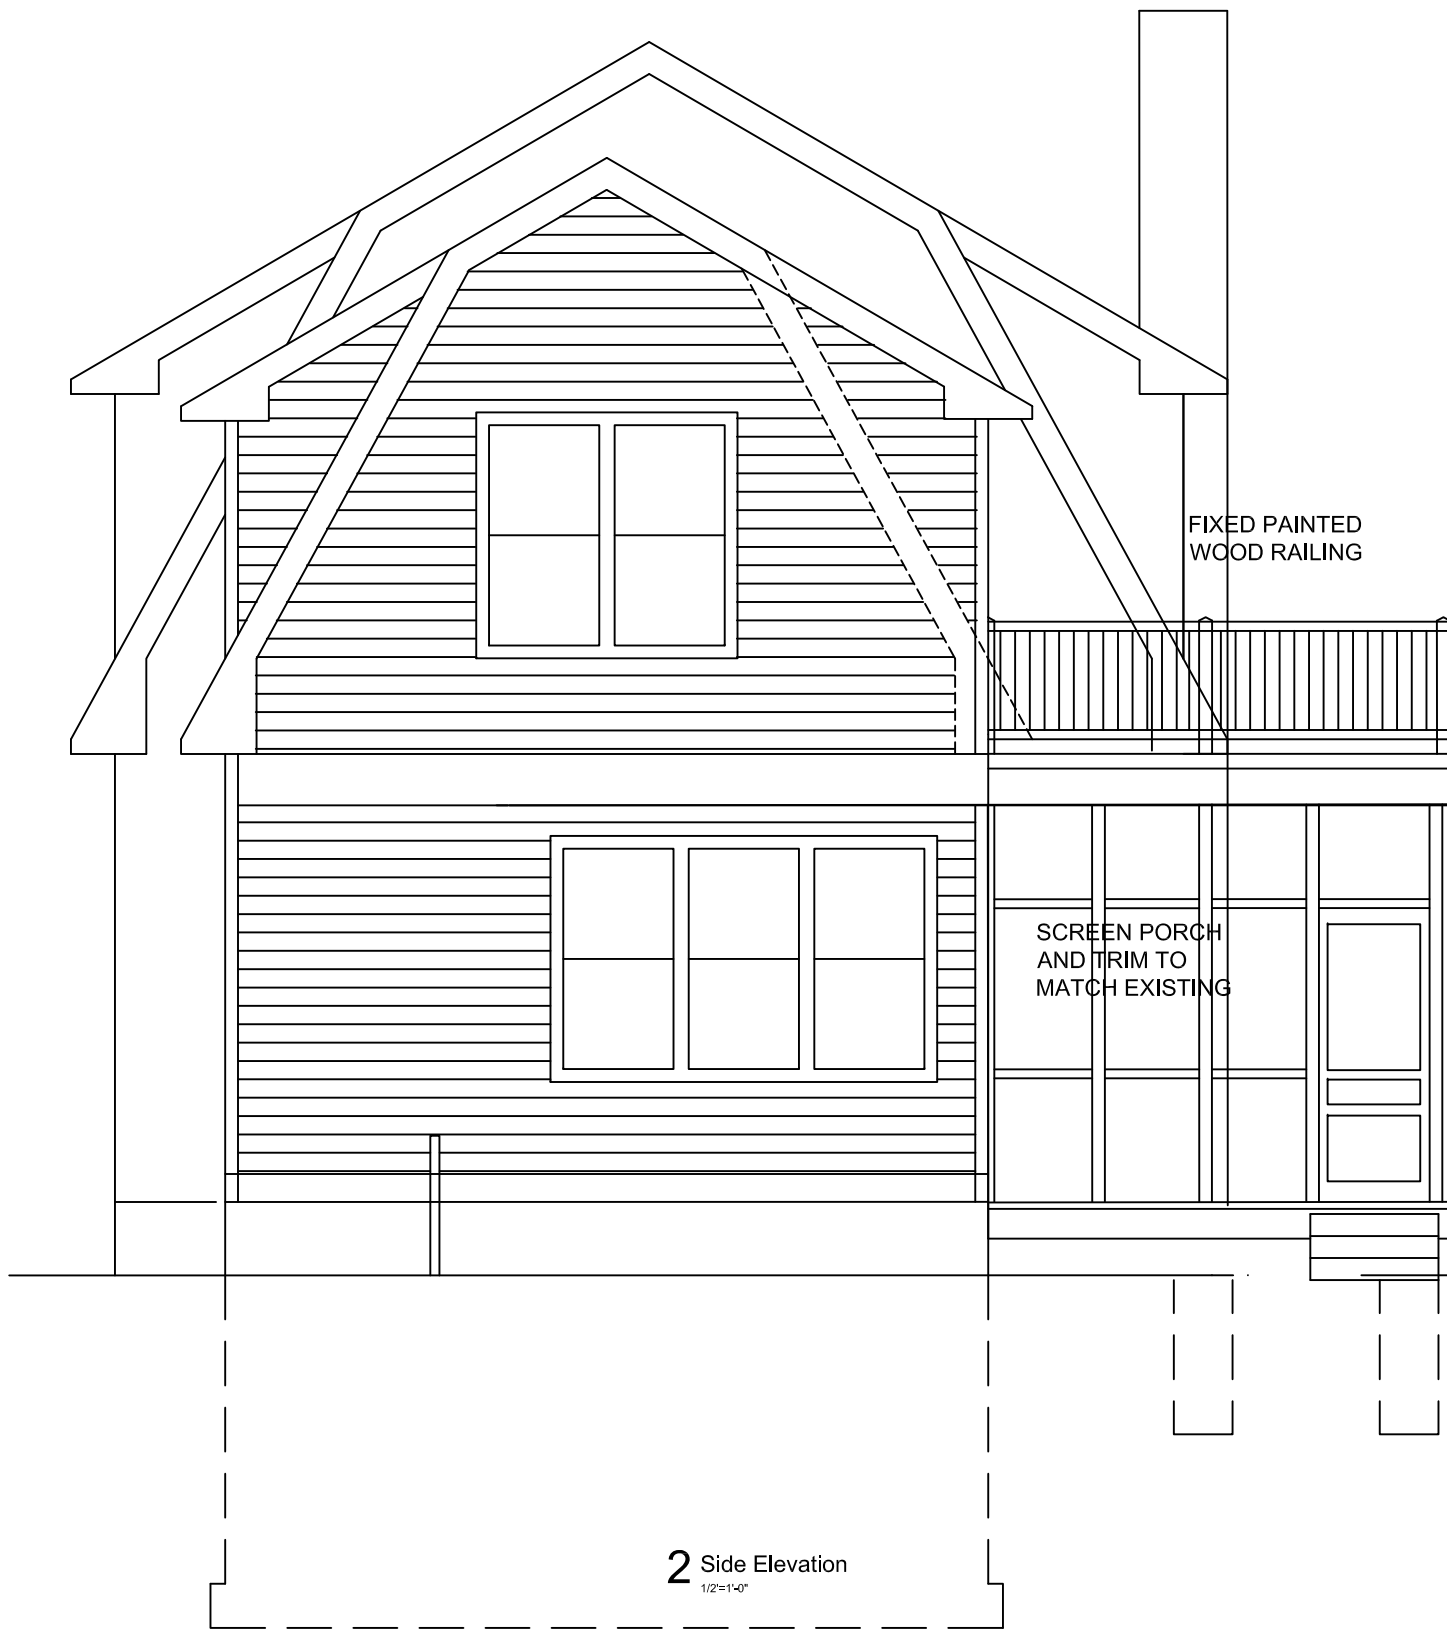 FIXED PAINTED
WOOD RAILING
SCREEN PORCH
AND TRIM TO
MATCH EXISTING
2 Side Elevation
1/2'=1'-0"